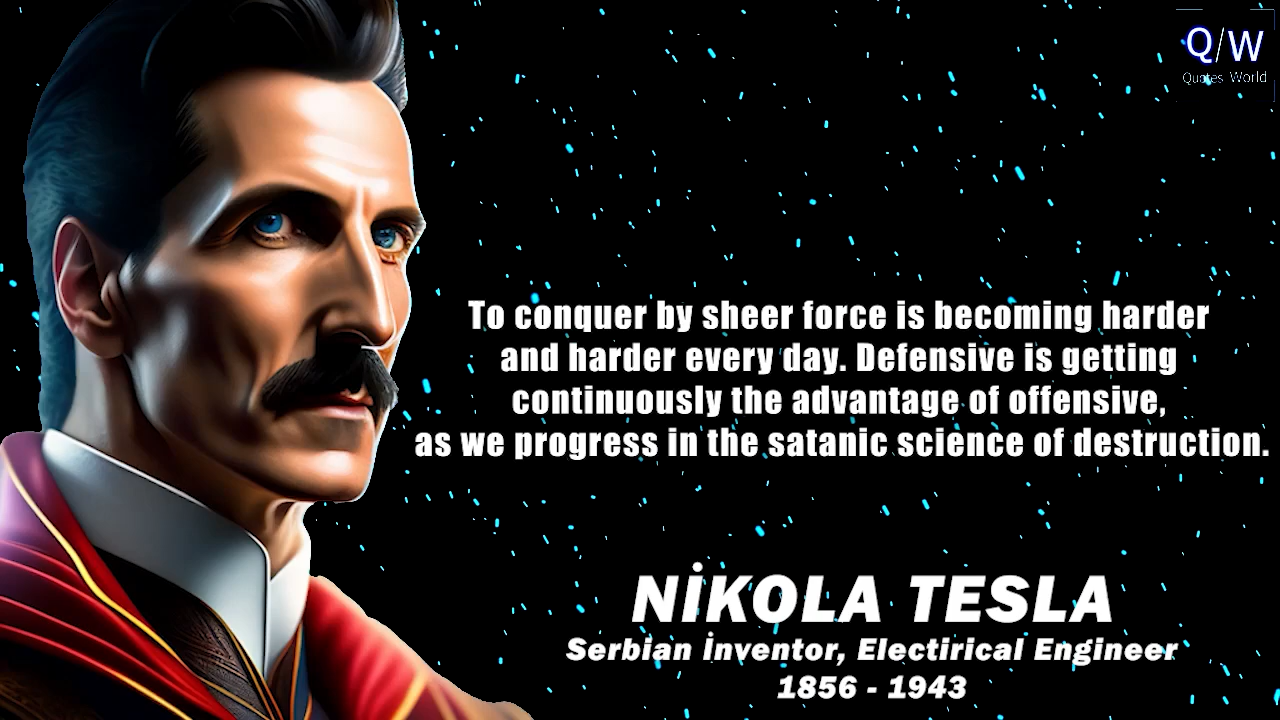 Q/W
Quotes World
To conquer by sheer force is becoming harder
and harder every day. Defensive is getting
continuously the advantage of offensive,
as we progress in the satanic science of destruction.
NİKOLA TESLA
Serbian İnventor, Electirical Engineer
1856 - 1943